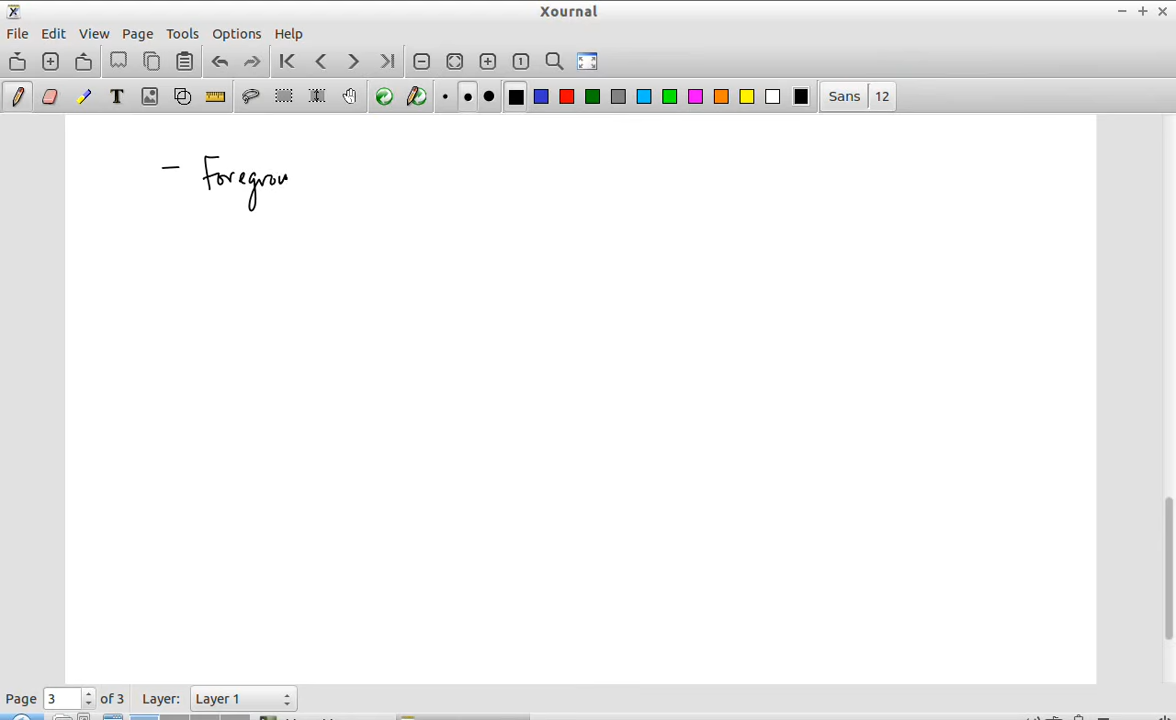 Xournal
File Edit View Page Tools Options Help
Sans 12
– Foregrou
Page 3 of 3 Layer: Layer 1